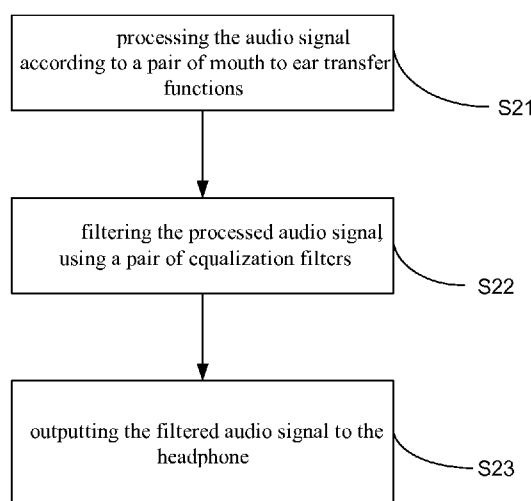 processing the audio signal
according to a pair of mouth to ear transfer
functions
S21
filtering the processed audio signal,
using a pair of equalization filters
S22
outputting the filtered audio signal to the
headphone
S23